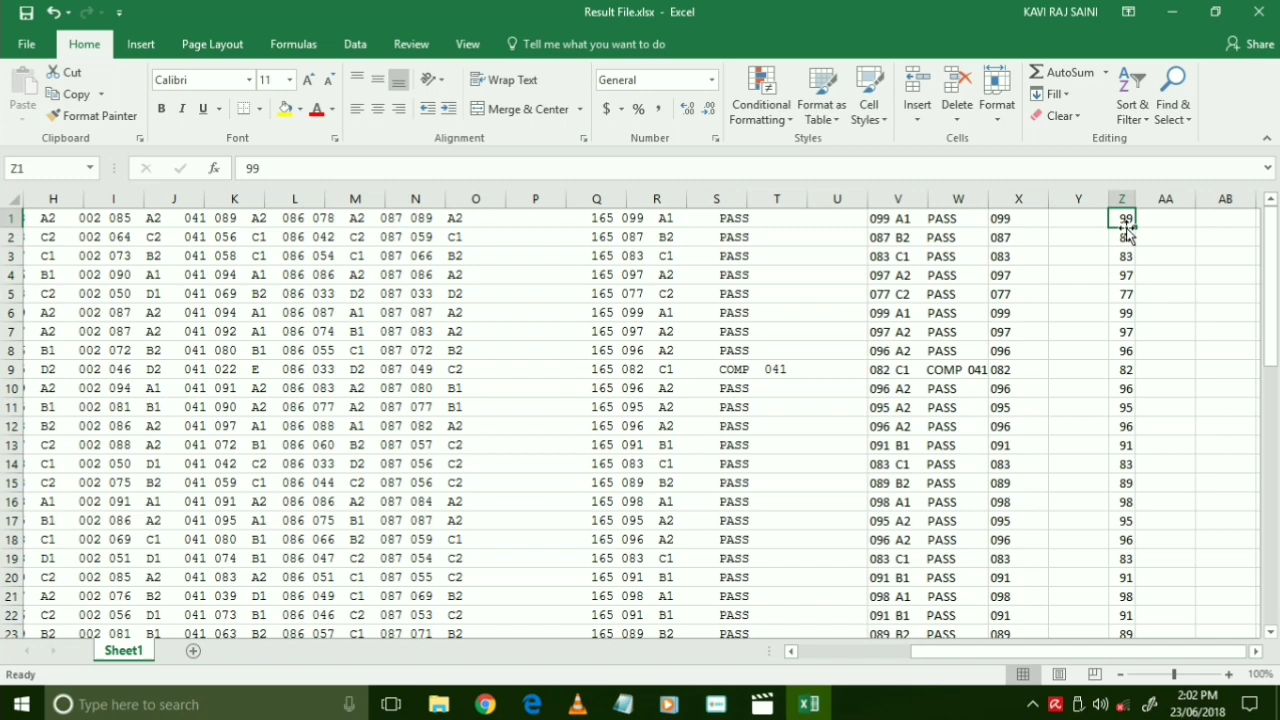 Result File.xlsx - Excel
KAVI RAJ SAINI
File Home Insert Page Layout Formulas Data Review View Tell me what you want to do Share
Paste Cut Copy Format Painter Clipboard
Calibri 11 A A B I U A Font
Wrap Text Merge & Center Alignment
General $ % , Number
Conditional Formatting Format as Table Cell Styles Styles
Insert Delete Format Cells
AutoSum Fill Clear Sort & Filter Find & Select Editing
Z1 fx 99
H I J K L M N O P Q R S T U V W X Y Z AA AB
1 A2 002 085 A2 041 089 A2 086 078 A2 087 089 A2 165 099 A1 PASS 099 A1 PASS 099 99
2 C2 002 064 C2 041 056 C1 086 042 C2 087 059 C1 165 087 B2 PASS 087 B2 PASS 087
3 C1 002 073 B2 041 058 C1 086 054 C1 087 066 B2 165 083 C1 PASS 083 C1 PASS 083 83
4 B1 002 090 A1 041 094 A1 086 086 A2 087 086 A2 165 097 A2 PASS 097 A2 PASS 097 97
5 C2 002 050 D1 041 069 B2 086 033 D2 087 033 D2 165 077 C2 PASS 077 C2 PASS 077 77
6 A2 002 087 A2 041 094 A1 086 087 A1 087 087 A2 165 099 A1 PASS 099 A1 PASS 099 99
7 A2 002 087 A2 041 092 A1 086 074 B1 087 083 A2 165 097 A2 PASS 097 A2 PASS 097 97
8 B1 002 072 B2 041 080 B1 086 055 C1 087 072 B2 165 096 A2 PASS 096 A2 PASS 096 96
9 D2 002 046 D2 041 022 E 086 033 D2 087 049 C2 165 082 C1 COMP 041 082 C1 COMP 041 082 82
10 A2 002 094 A1 041 091 A2 086 083 A2 087 080 B1 165 096 A2 PASS 096 A2 PASS 096 96
11 B1 002 081 B1 041 090 A2 086 077 A2 087 077 B1 165 095 A2 PASS 095 A2 PASS 095 95
12 B2 002 086 A2 041 097 A1 086 088 A1 087 082 A2 165 096 A2 PASS 096 A2 PASS 096 96
13 C2 002 088 A2 041 072 B1 086 060 B2 087 057 C2 165 091 B1 PASS 091 B1 PASS 091 91
14 C1 002 050 D1 041 042 C2 086 033 D2 087 056 C2 165 083 C1 PASS 083 C1 PASS 083 83
15 C2 002 075 B2 041 059 C1 086 044 C2 087 056 C2 165 089 B2 PASS 089 B2 PASS 089 89
16 A1 002 091 A1 041 091 A2 086 086 A2 087 084 A2 165 098 A1 PASS 098 A1 PASS 098 98
17 B1 002 086 A2 041 095 A1 086 075 B1 087 087 A2 165 095 A2 PASS 095 A2 PASS 095 95
18 C1 002 069 C1 041 080 B1 086 066 B2 087 059 C1 165 096 A2 PASS 096 A2 PASS 096 96
19 D1 002 051 D1 041 074 B1 086 047 C2 087 054 C2 165 083 C1 PASS 083 C1 PASS 083 83
20 C2 002 085 A2 041 083 A2 086 051 C1 087 055 C2 165 091 B1 PASS 091 B1 PASS 091 91
21 A2 002 076 B2 041 039 D1 086 049 C1 087 069 B2 165 098 A1 PASS 098 A1 PASS 098 98
22 C2 002 056 D1 041 073 B1 086 046 C2 087 053 C2 165 091 B1 PASS 091 B1 PASS 091 91
23 B2 002 081 B1 041 063 B2 086 057 C1 087 071 B2 165 089 B2 PASS 089 B2 PASS 089 89
Sheet1
Ready 100%
Type here to search
2:02 PM
23/06/2018